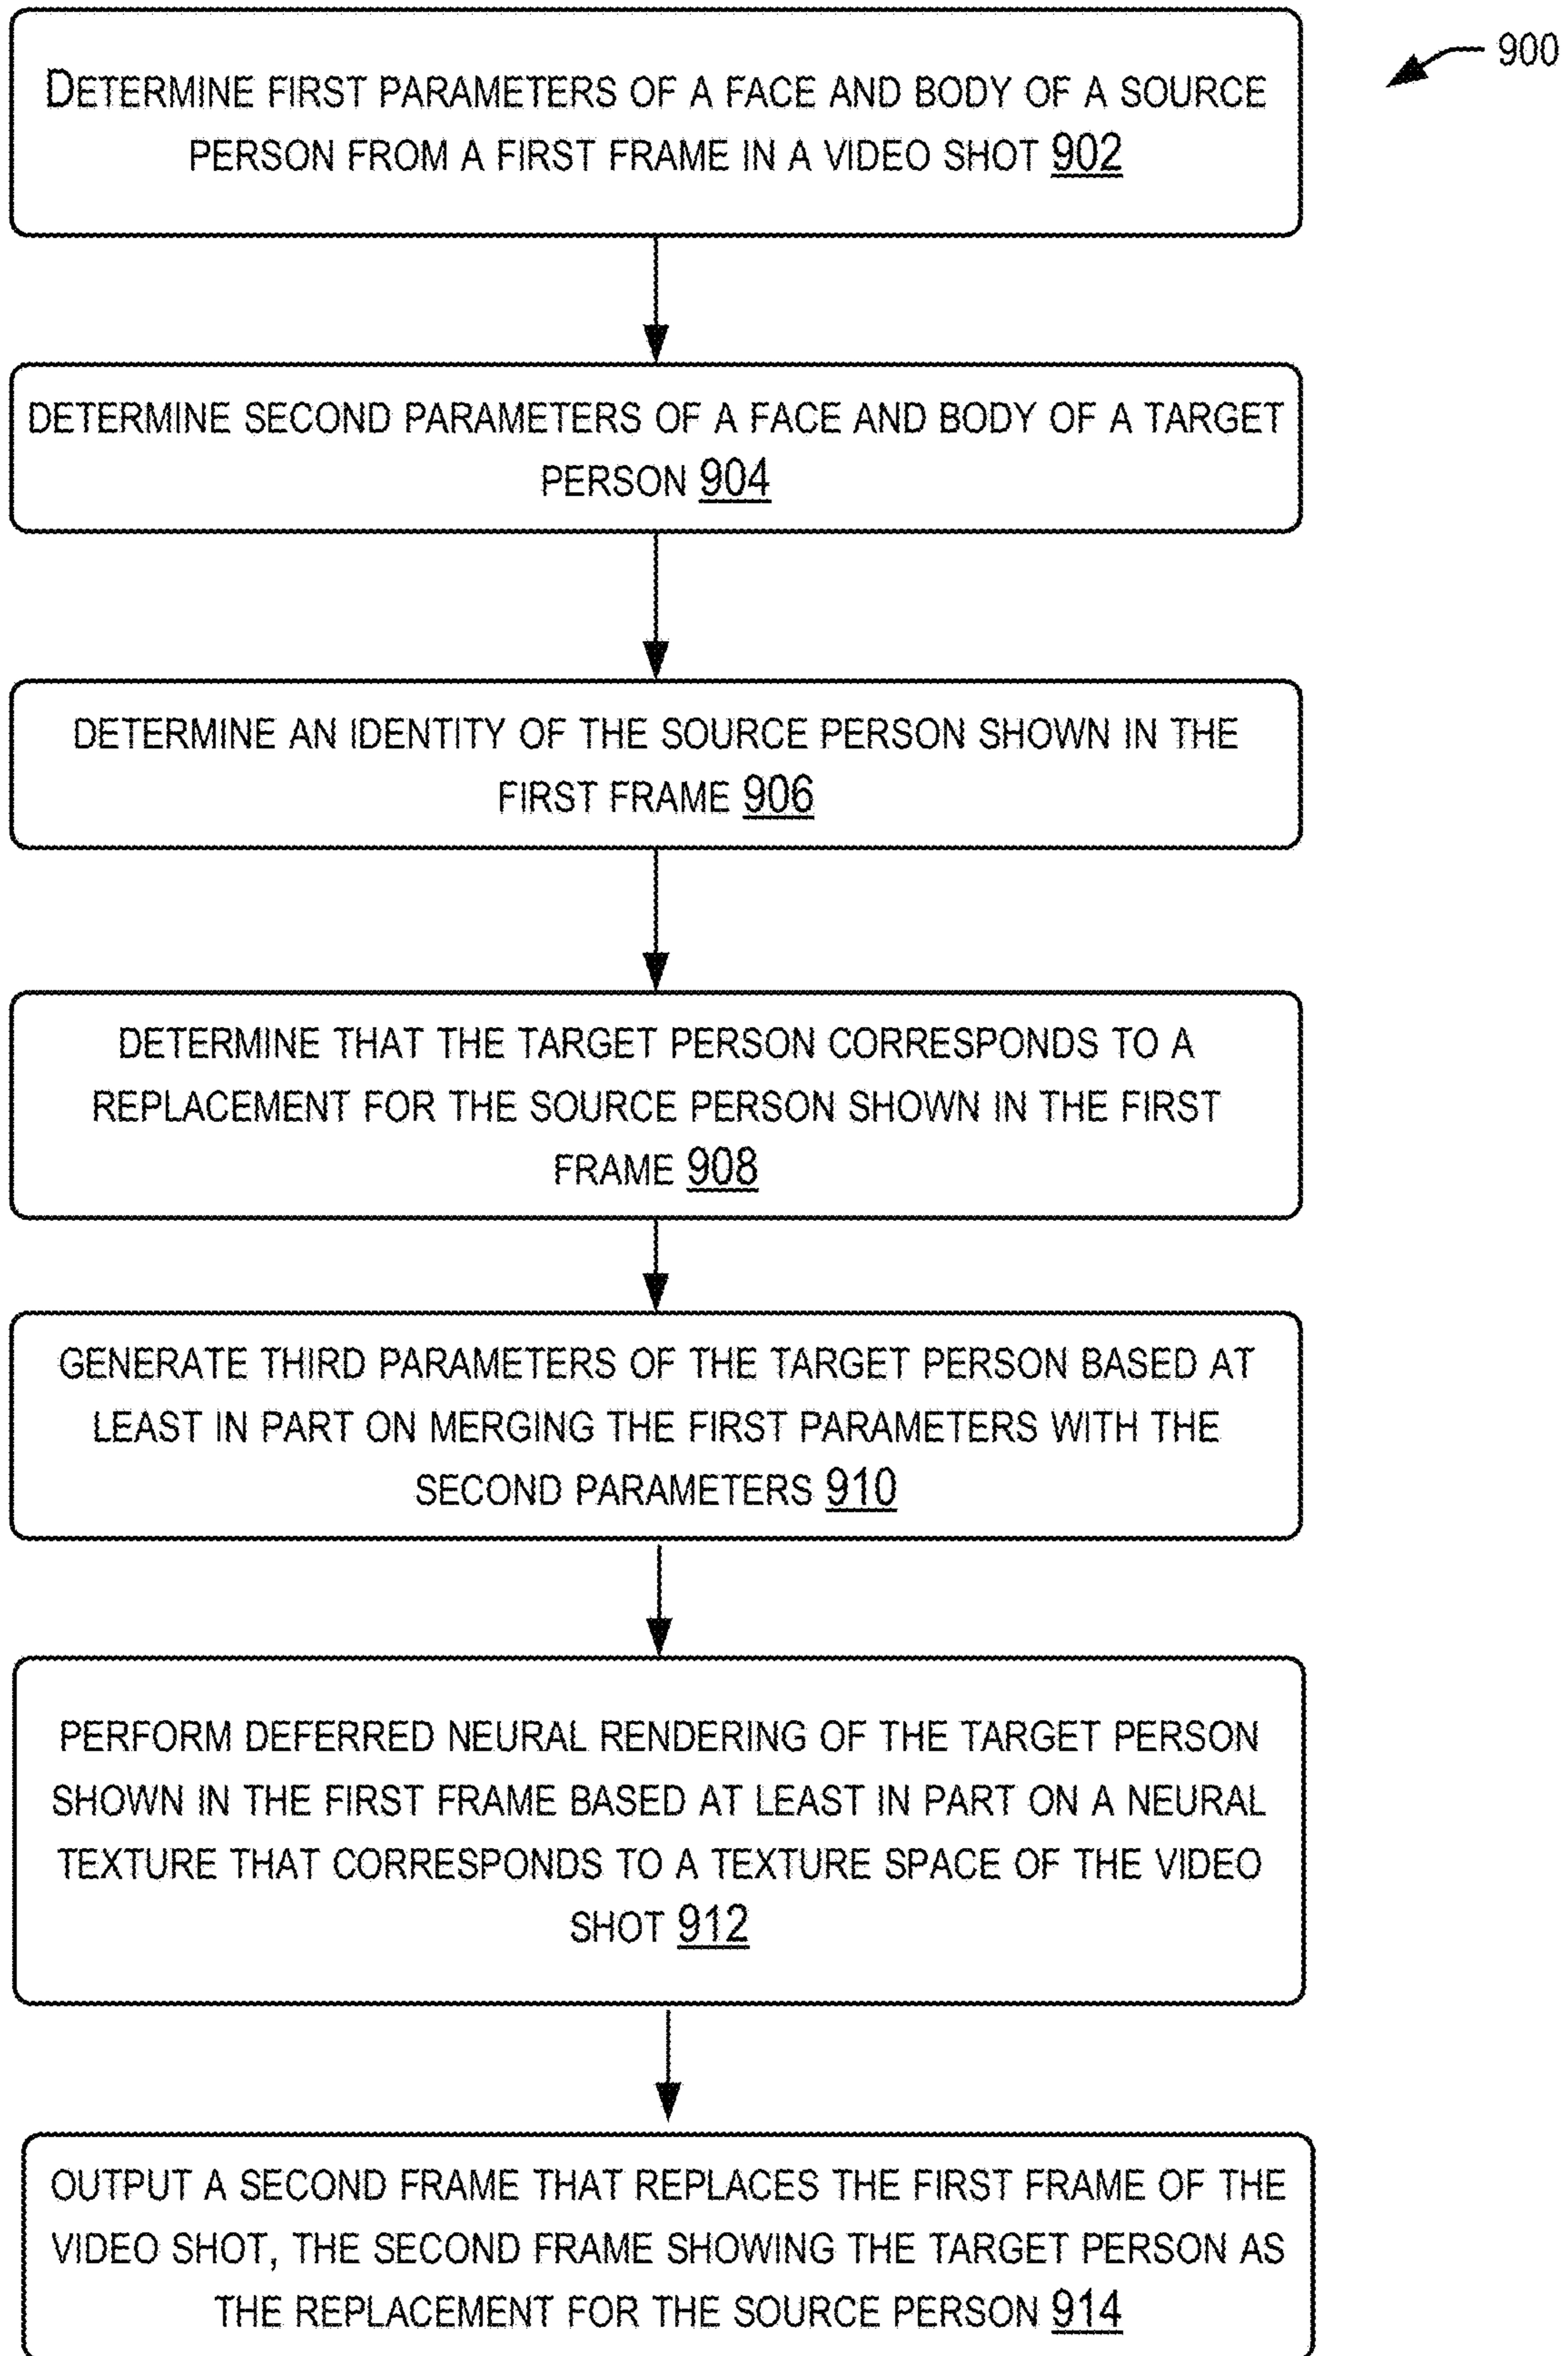 900
DETERMINE FIRST PARAMETERS OF A FACE AND BODY OF A SOURCE
PERSON FROM A FIRST FRAME IN A VIDEO SHOT 902
DETERMINE SECOND PARAMETERS OF A FACE AND BODY OF A TARGET
PERSON 904
DETERMINE AN IDENTITY OF THE SOURCE PERSON SHOWN IN THE
FIRST FRAME 906
DETERMINE THAT THE TARGET PERSON CORRESPONDS TO A
REPLACEMENT FOR THE SOURCE PERSON SHOWN IN THE FIRST
FRAME 908
GENERATE THIRD PARAMETERS OF THE TARGET PERSON BASED AT
LEAST IN PART ON MERGING THE FIRST PARAMETERS WITH THE
SECOND PARAMETERS 910
PERFORM DEFERRED NEURAL RENDERING OF THE TARGET PERSON
SHOWN IN THE FIRST FRAME BASED AT LEAST IN PART ON A NEURAL
TEXTURE THAT CORRESPONDS TO A TEXTURE SPACE OF THE VIDEO
SHOT 912
OUTPUT A SECOND FRAME THAT REPLACES THE FIRST FRAME OF THE
VIDEO SHOT, THE SECOND FRAME SHOWING THE TARGET PERSON AS
THE REPLACEMENT FOR THE SOURCE PERSON 914